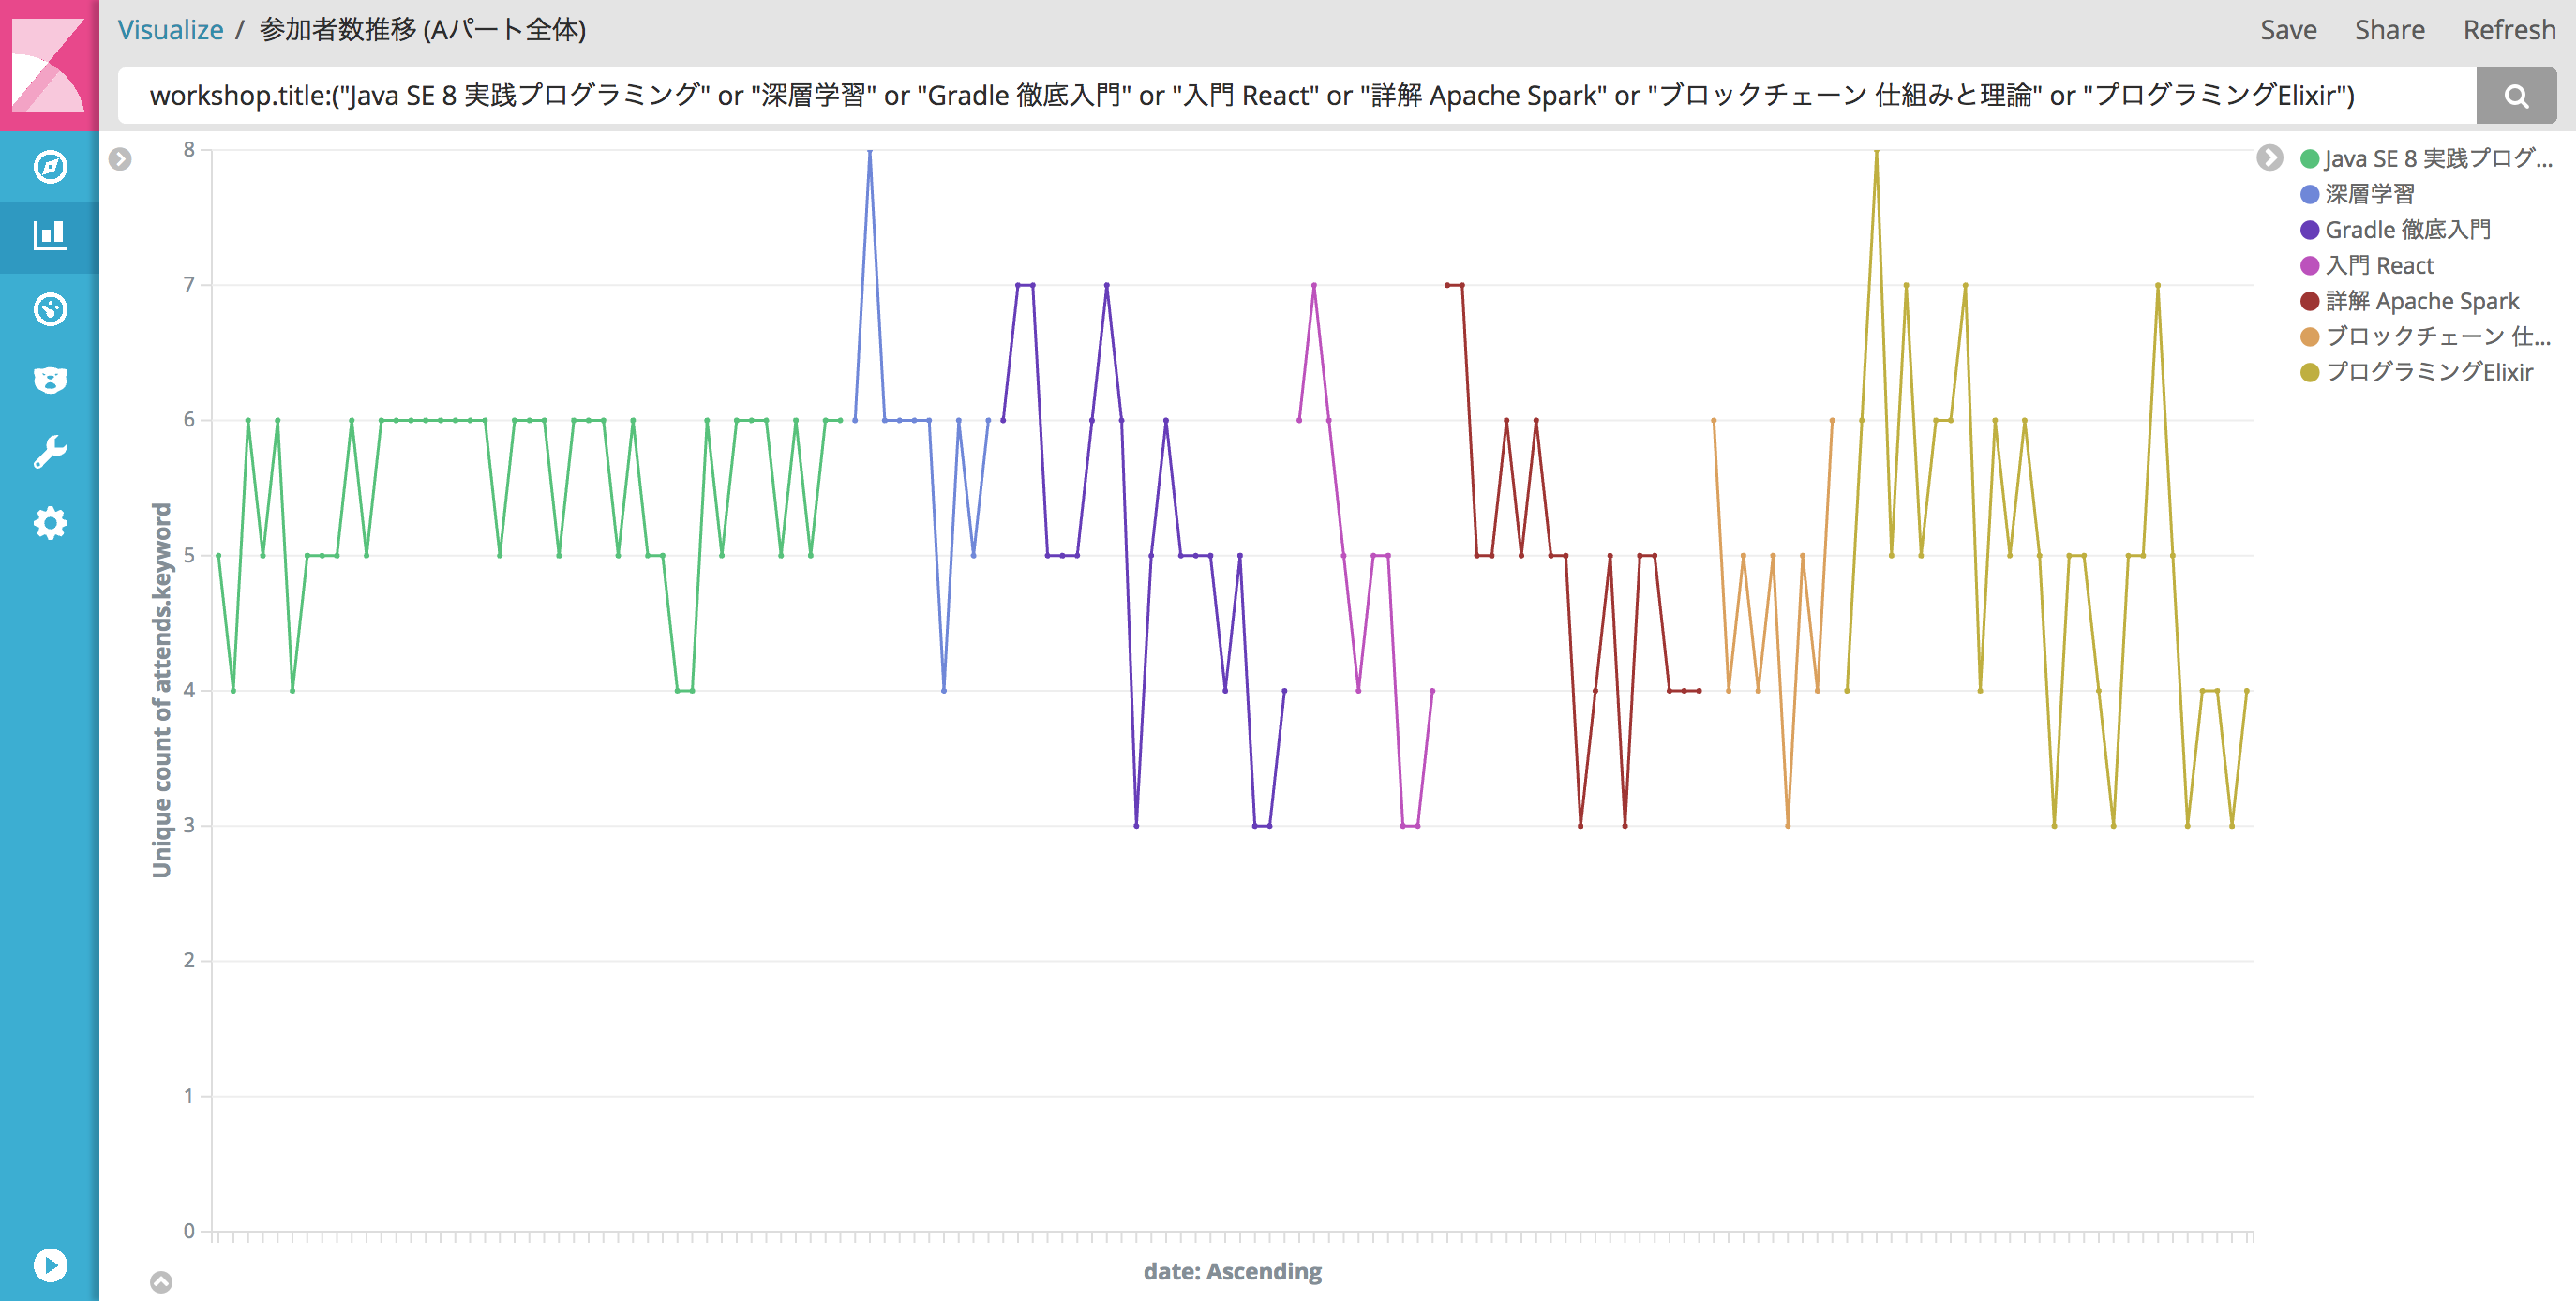 Visualize / 参加者数推移 (Aパート全体)
Save Share Refresh
workshop.title:("Java SE 8 実践プログラミング" or "深層学習" or "Gradle 徹底入門" or "入門 React" or "詳解 Apache Spark" or "ブロックチェーン 仕組みと理論" or "プログラミングElixir")
Unique count of attends.keyword
8
7
6
5
4
3
2
1
0
date: Ascending
Java SE 8 実践プログ...
深層学習
Gradle 徹底入門
入門 React
詳解 Apache Spark
ブロックチェーン 仕...
プログラミングElixir